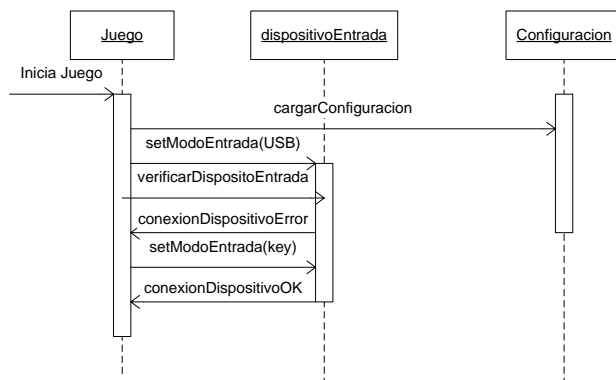 Juego
dispositivoEntrada
Configuracion
Inicia Juego
cargarConfiguracion
setModoEntrada(USB)
verificarDispositoEntrada
conexionDispositivoError
setModoEntrada(key)
conexionDispositivoOK